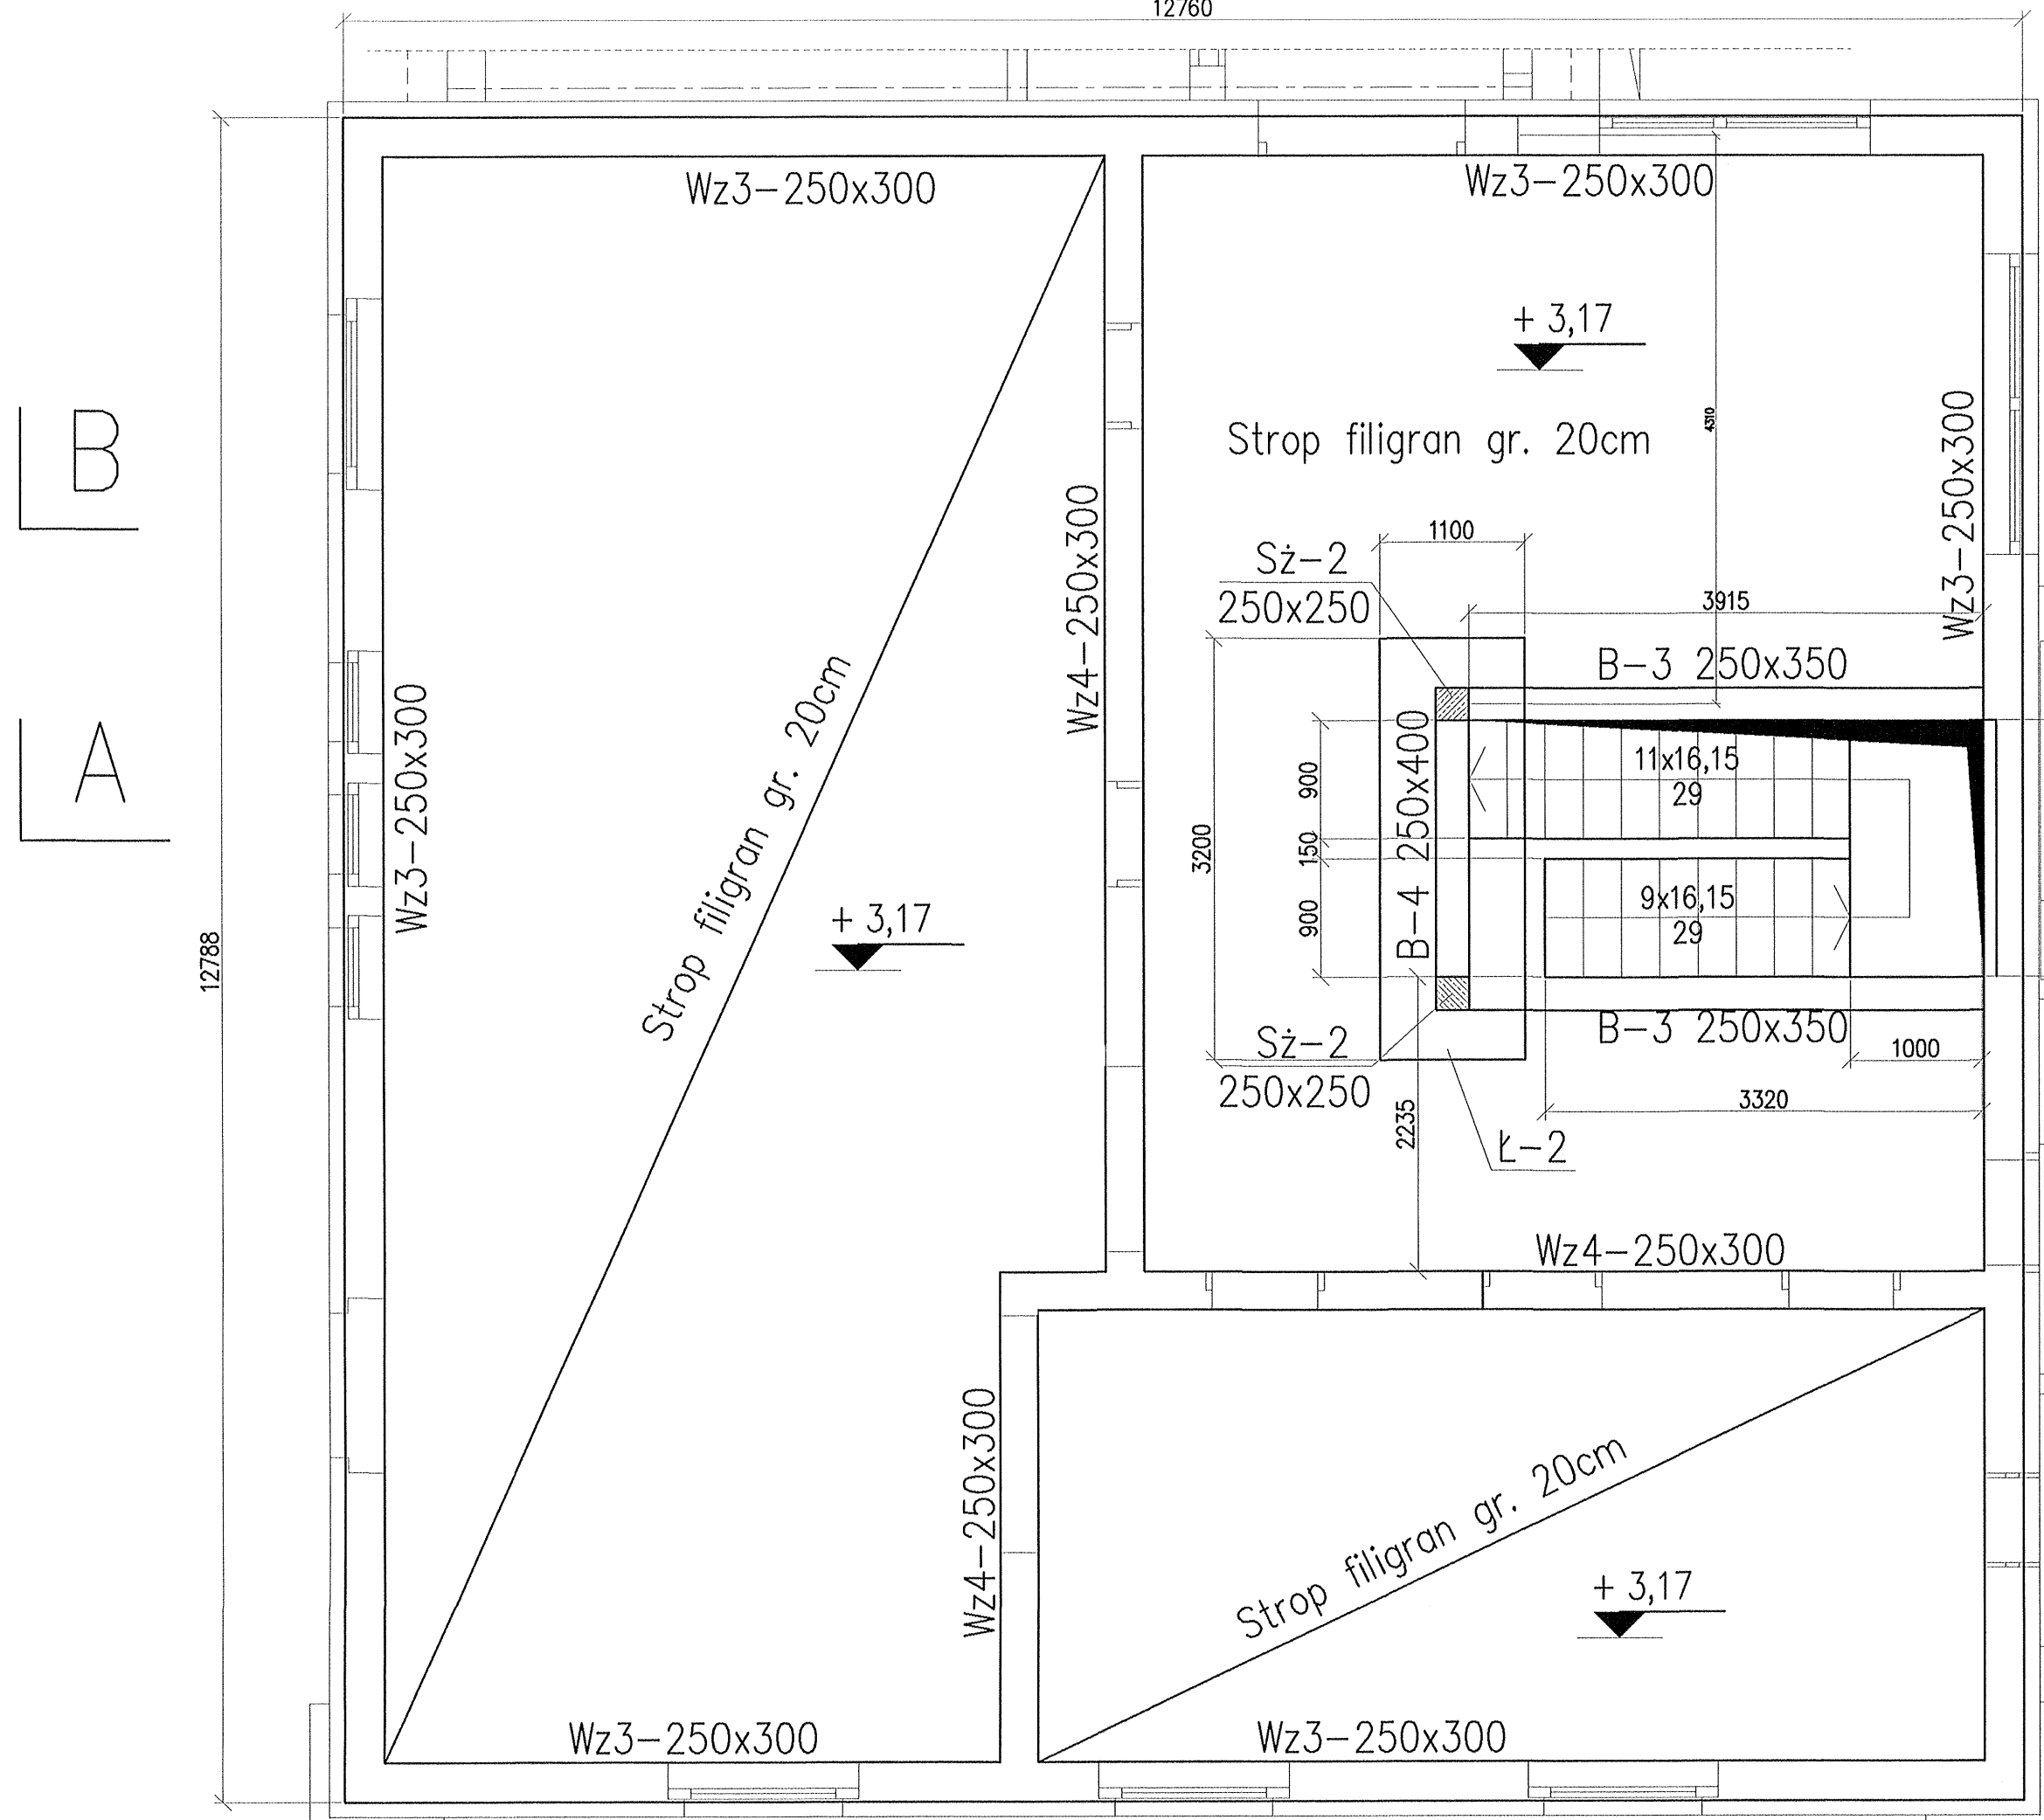 12760
Wz3-250x300
Wz3-250x300
+ 3,17
B
4310
Strop filigran gr. 20cm
Wz3-250x300
Wz4-250x300
1100
Sż-2
250x250
3915
B-3 250x350
A
Wz3-250x300
Strop filigran gr. 20cm
B-4 250x400
900
11x16,15
29
150
3200
9x16,15
29
900
+ 3,17
12788
Sż-2
250x250
B-3 250x350
1000
3320
2235
Ł-2
Wz4-250x300
Wz4-250x300
Strop filigran gr. 20cm
+ 3,17
Wz3-250x300
Wz3-250x300